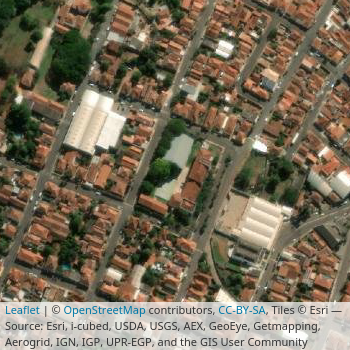 Leaflet | © OpenStreetMap contributors, CC-BY-SA, Tiles © Esri —
Source: Esri, i-cubed, USDA, USGS, AEX, GeoEye, Getmapping,
Aerogrid, IGN, IGP, UPR-EGP, and the GIS User Community